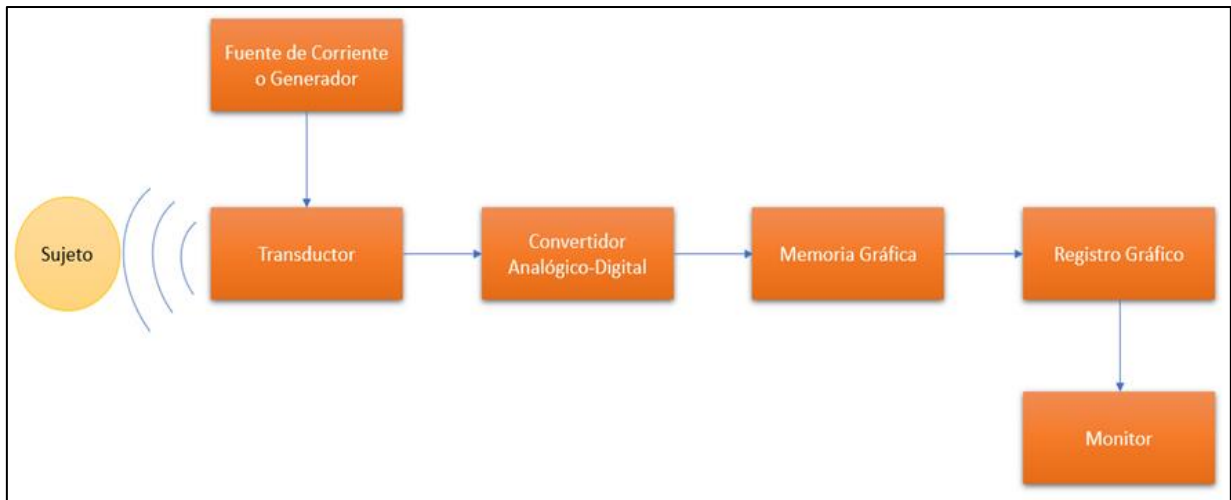 Fuente de Corriente
o Generador
Sujeto
Transductor
Convertidor
Analógico-Digital
Memoria Gráfica
Registro Gráfico
Monitor